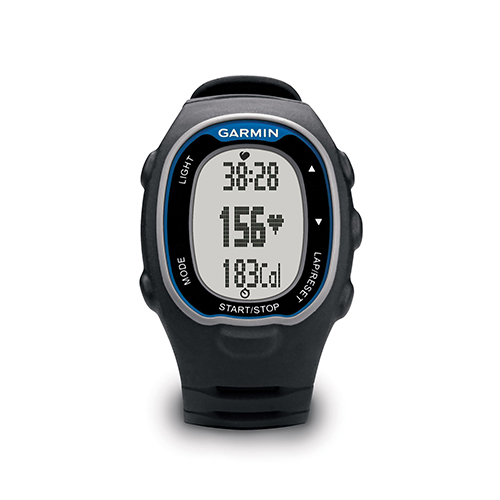 GARMIN
LIGHT
38:28
156
MODE
183Cal
LAP/RESET
START/STOP